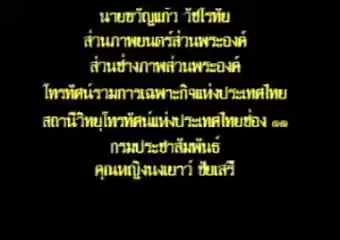 นายขวัญแก้ว วัชโรทัย
ส่วนภาพยนตร์ส่วนพระองค์
ส่วนช่างภาพส่วนพระองค์
โทรทัศน์รวมการเฉพาะกิจแห่งประเทศไทย
สถานีวิทยุโทรทัศน์แห่งประเทศไทยช่อง ๑๑
กรมประชาสัมพันธ์
คุณหญิงนงเยาว์ ชัยเสรี